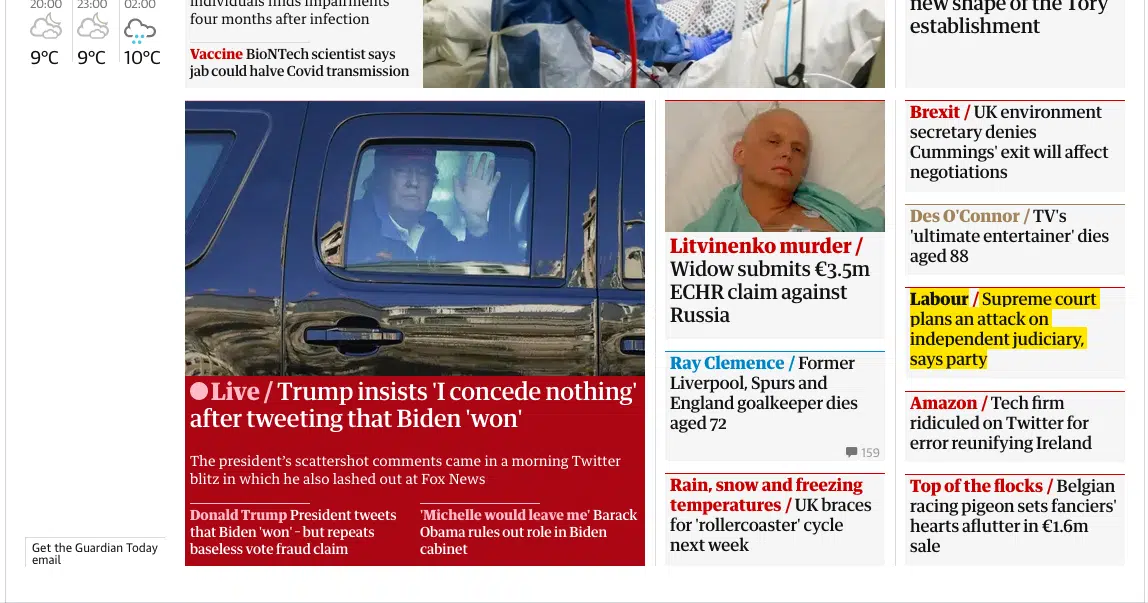 20:00
23:00
02:00
9°C
9°C
10°C
individuals finds impairments
four months after infection
Vaccine BioNTech scientist says
jab could halve Covid transmission
new shape of the Tory
establishment
Live / Trump insists 'I concede nothing'
after tweeting that Biden 'won'
The president's scattershot comments came in a morning Twitter
blitz in which he also lashed out at Fox News
Donald Trump President tweets
that Biden 'won' – but repeats
baseless vote fraud claim
'Michelle would leave me' Barack
Obama rules out role in Biden
cabinet
Litvinenko murder /
Widow submits €3.5m
ECHR claim against
Russia
Ray Clemence / Former
Liverpool, Spurs and
England goalkeeper dies
aged 72
159
Rain, snow and freezing
temperatures / UK braces
for 'rollercoaster' cycle
next week
Brexit / UK environment
secretary denies
Cummings' exit will affect
negotiations
Des O'Connor / TV's
'ultimate entertainer' dies
aged 88
Labour / Supreme court
plans an attack on
independent judiciary,
says party
Amazon / Tech firm
ridiculed on Twitter for
error reunifying Ireland
Top of the flocks / Belgian
racing pigeon sets fanciers'
hearts aflutter in €1.6m
sale
Get the Guardian Today
email